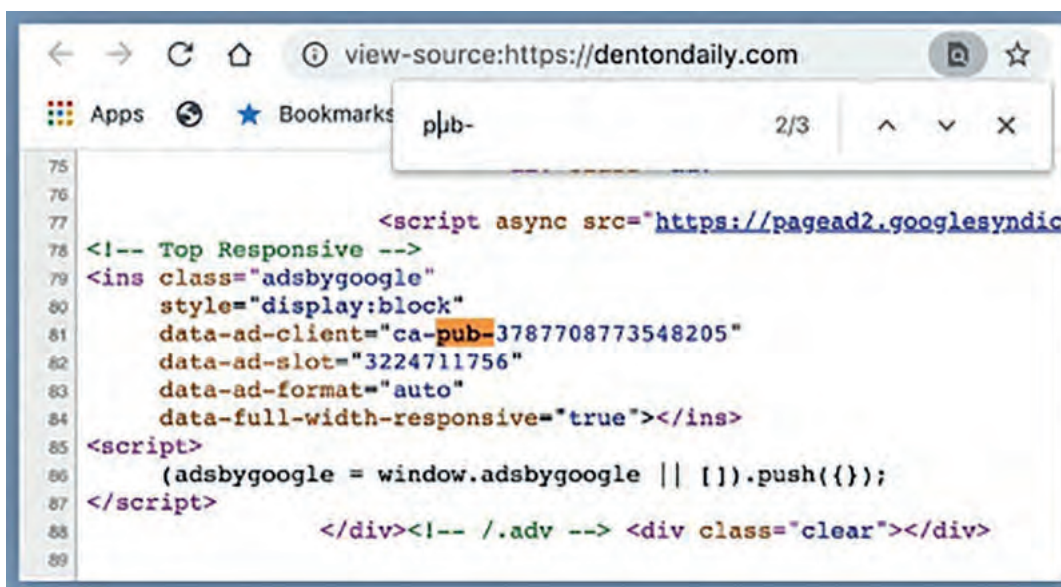 view-source:https://dentondaily.com
Apps Bookmarks
pub- 2/3
75
76
77 <script async src="https://pagead2.googlesyndic
78 <!-- Top Responsive -->
79 <ins class="adsbygoogle"
80 style="display:block"
81 data-ad-client="ca-pub-3787708773548205"
82 data-ad-slot="3224711756"
83 data-ad-format="auto"
84 data-full-width-responsive="true"></ins>
85 <script>
86 (adsbygoogle = window.adsbygoogle || []).push({});
87 </script>
88 </div><!-- /.adv --> <div class="clear"></div>
89